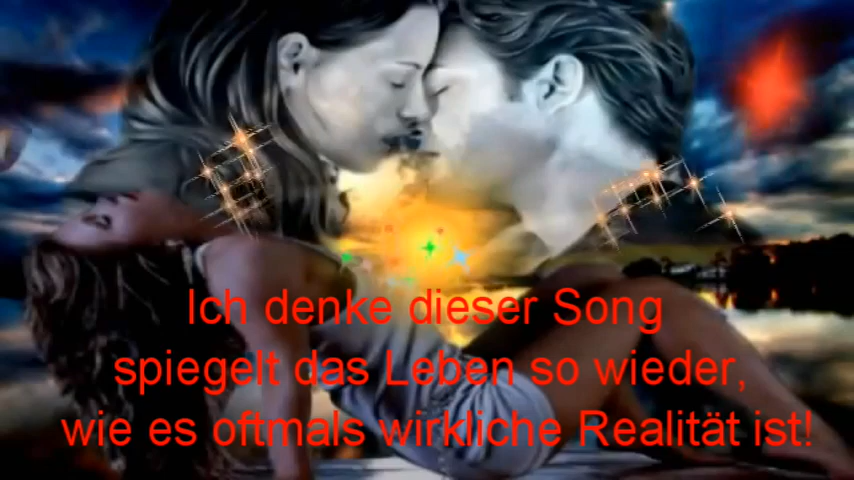 Ich denke dieser Song
spiegelt das Leben so wieder,
wie es oftmals wirkliche Realität ist!